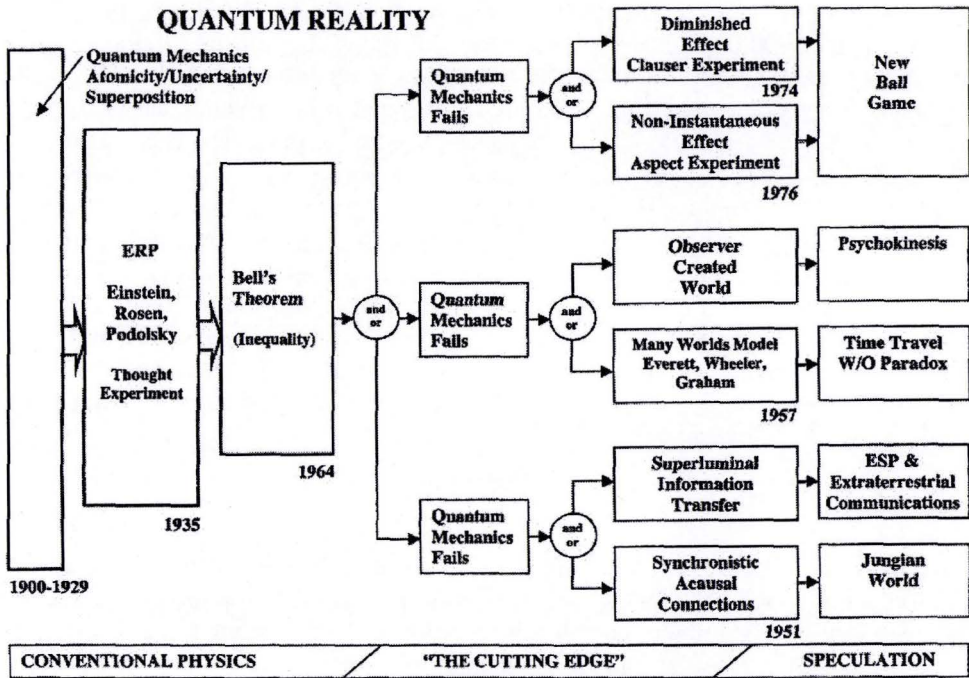 QUANTUM REALITY
Quantum Mechanics
Atomicity/Uncertainty/
Superposition
1900-1929
ERP
Einstein,
Rosen,
Podolsky
Thought
Experiment
1935
Bell's
Theorem
(Inequality)
1964
and
or
Quantum
Mechanics
Fails
and
or
Diminished
Effect
Clauser Experiment
1974
Non-Instantaneous
Effect
Aspect Experiment
1976
New
Ball
Game
Quantum
Mechanics
Fails
and
or
Observer
Created
World
Psychokinesis
Many Worlds Model
Everett, Wheeler,
Graham
1957
Time Travel
W/O Paradox
Quantum
Mechanics
Fails
and
or
Superluminal
Information
Transfer
ESP &
Extraterrestrial
Communications
Synchronistic
Acausal
Connections
1951
Jungian
World
CONVENTIONAL PHYSICS
"THE CUTTING EDGE"
SPECULATION